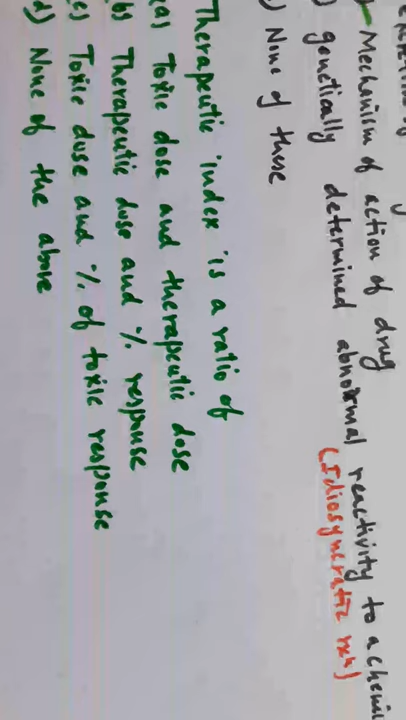 Mechanism of action of drug
genetically determined abnormal reactivity to a chemi
(Idiosyncratic rxn)
None of these
Therapeutic index is a ratio of
(a) Toxic dose and therapeutic dose
b) Therapeutic dose and % response
c) Toxic dose and % of toxic response
d) None of the above